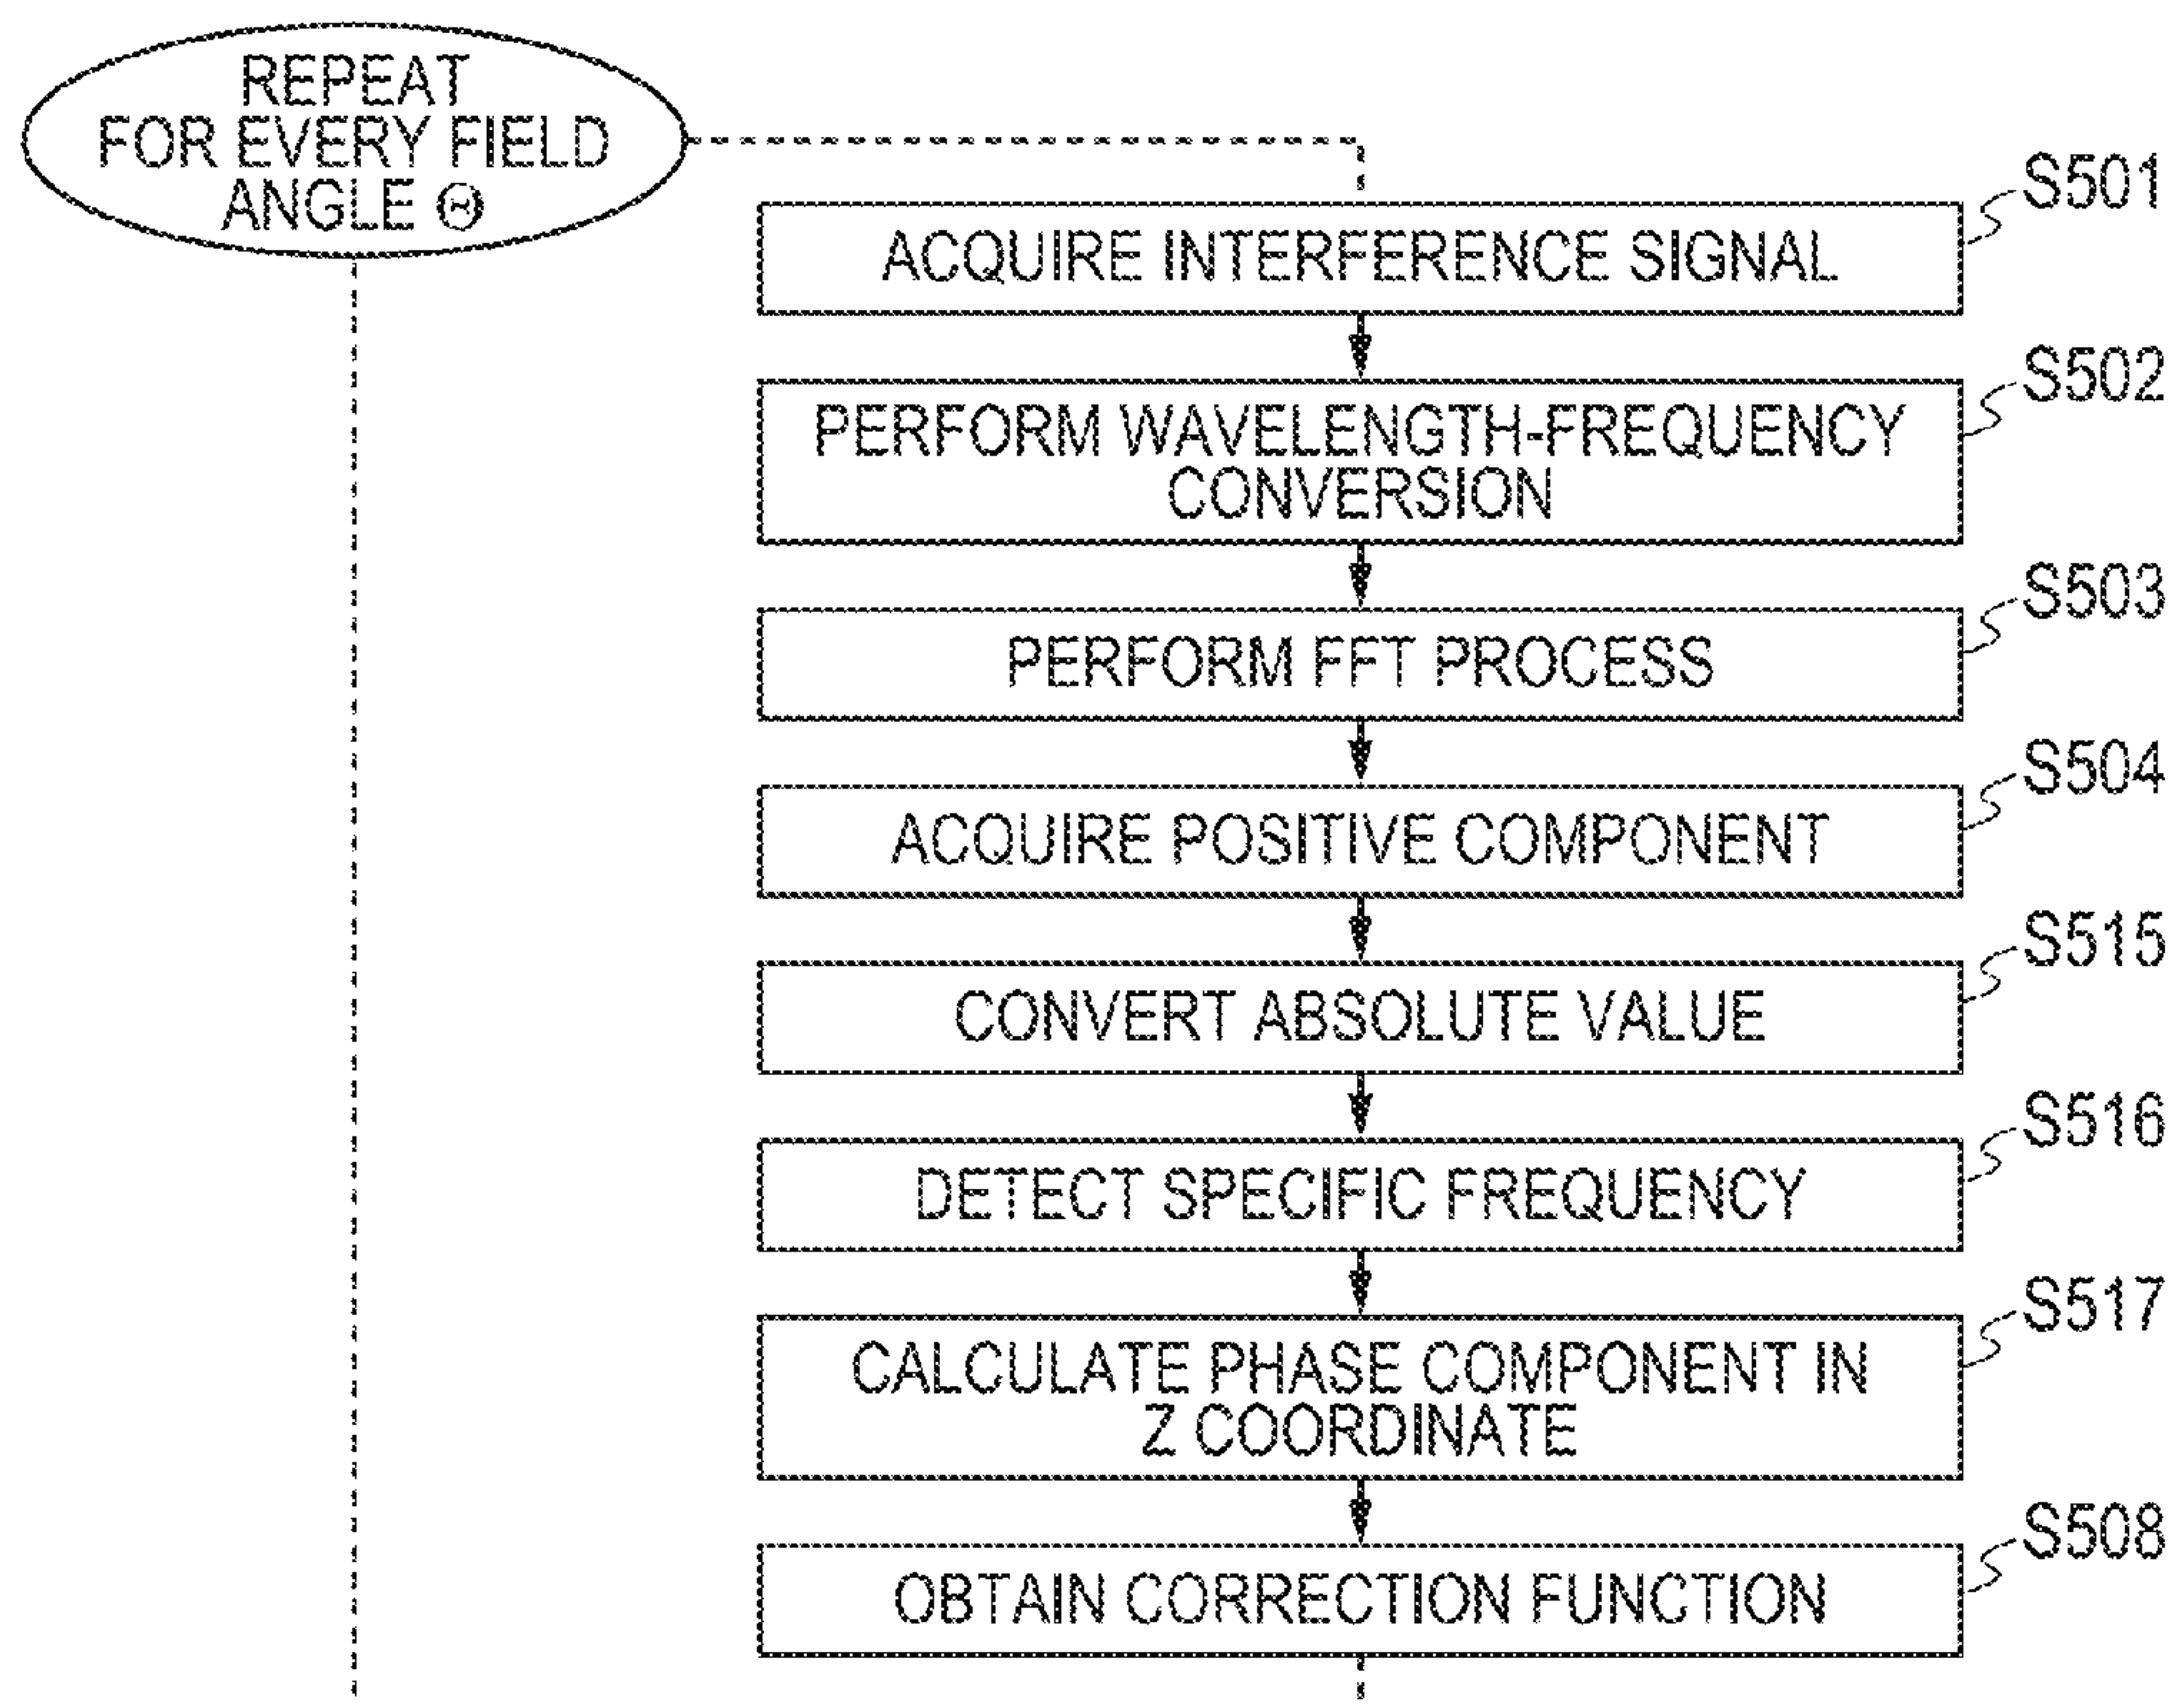 REPEAT
FOR EVERY FIELD
ANGLE Θ
S501
ACQUIRE INTERFERENCE SIGNAL
S502
PERFORM WAVELENGTH-FREQUENCY
CONVERSION
S503
PERFORM FFT PROCESS
S504
ACQUIRE POSITIVE COMPONENT
S515
CONVERT ABSOLUTE VALUE
S516
DETECT SPECIFIC FREQUENCY
S517
CALCULATE PHASE COMPONENT IN
Z COORDINATE
S508
OBTAIN CORRECTION FUNCTION